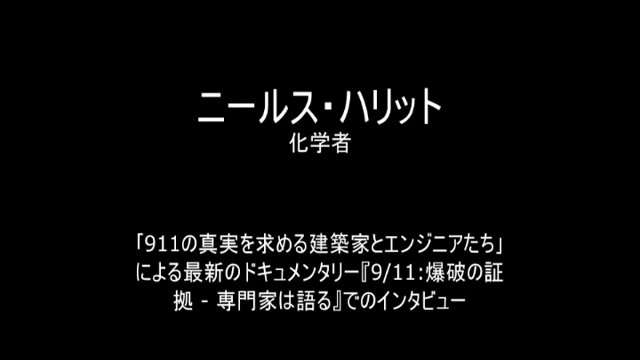 ニールス・ハリット
化学者
「911の真実を求める建築家とエンジニアたち」
による最新のドキュメンタリー『9/11:爆破の証
拠 - 専門家は語る』でのインタビュー